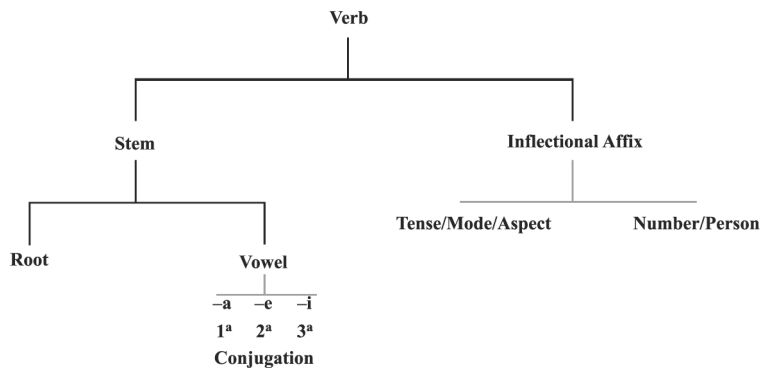 Verb
Stem
Inflectional Affix
Tense/Mode/Aspect
Number/Person
Root
Vowel
–a –e –i
1ª 2ª 3ª
Conjugation